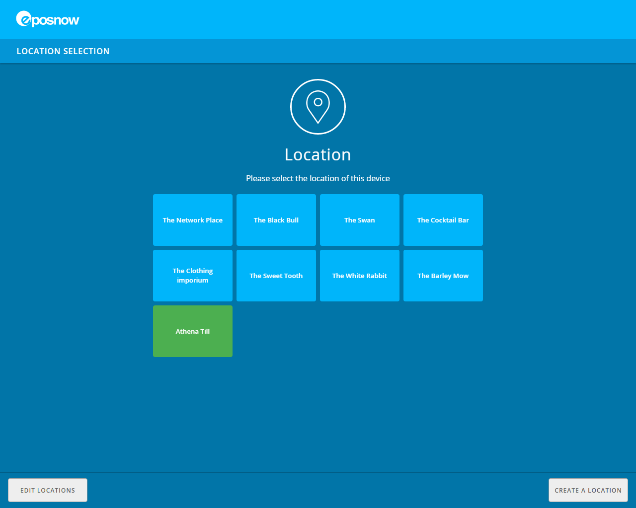 eposnow
LOCATION SELECTION
Location
Please select the location of this device
The Network Place
The Black Bull
The Swan
The Cocktail Bar
The Clothing
imporium
The Sweet Tooth
The White Rabbit
The Barley Mow
Athena Till
EDIT LOCATIONS
CREATE A LOCATION